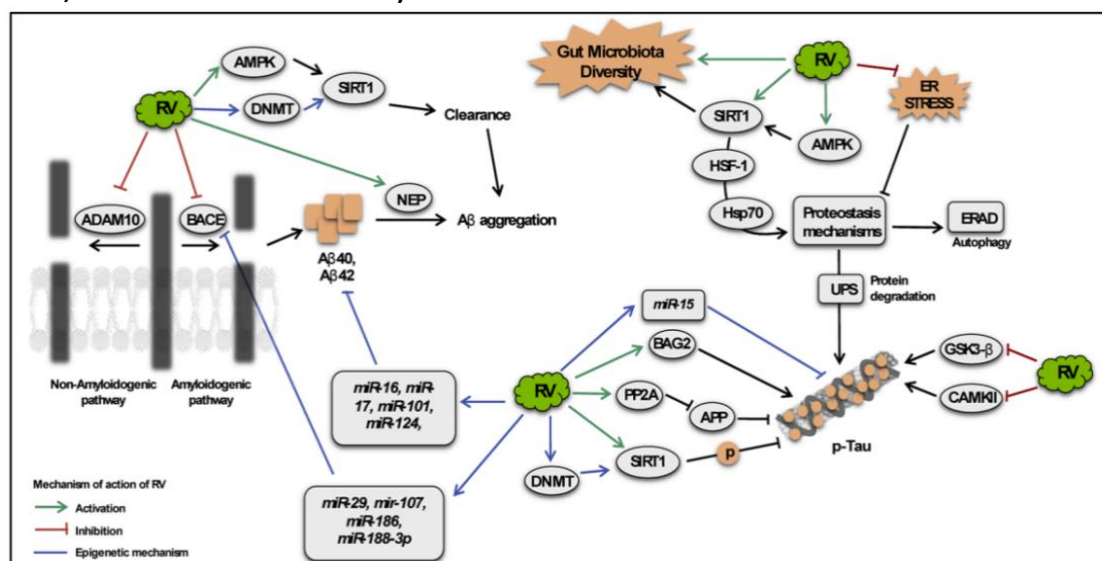 Gut Microbiota
Diversity
RV
ER
STRESS
SIRT1
AMPK
HSF-1
Hsp70
Proteostasis
mechanisms
ERAD
Autophagy
UPS
Protein
degradation
AMPK
SIRT1
RV
DNMT
Clearance
NEP
ADAM10
BACE
Aβ aggregation
Aβ40,
Aβ42
Non-Amyloidogenic
pathway
Amyloidogenic
pathway
miR-15
BAG2
RV
PP2A
APP
SIRT1
DNMT
p
p-Tau
GSK3-β
CAMKII
RV
miR-16, miR-
17, miR-101,
miR-124,
miR-29, mir-107,
miR-186,
miR-188-3p
Mechanism of action of RV
Activation
Inhibition
Epigenetic mechanism